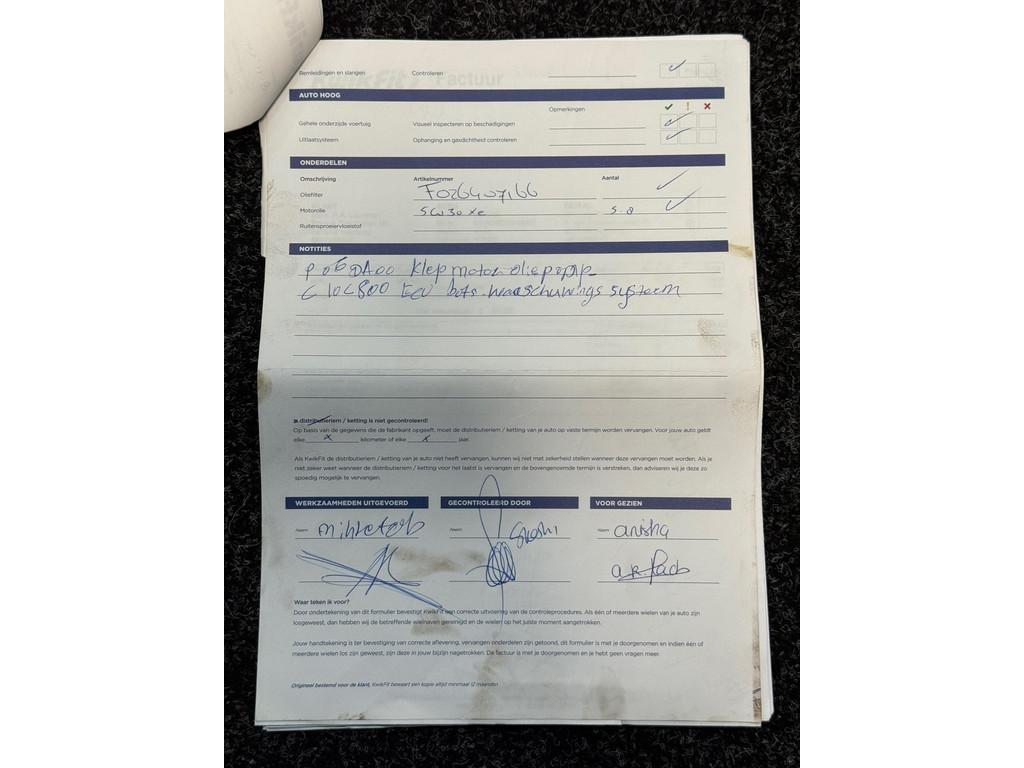 Remleidingen en slangen Controleren
KwikFit Factuur
AUTO HOOG
Opmerkingen
Gehele onderzijde voertuig Visueel inspecteren op beschadigingen
Uitlaatsysteem Ophanging en gasdichtheid controleren
ONDERDELEN
Omschrijving Artikelnummer Aantal
Oliefilter F026407166
Motorolie 5W30 xe 5.8
Ruitensproeiervloeistof
NOTITIES
P06DA00 Klep motor oliepomp
C10C800 ECU bots waarschuwings systeem
distributieriem / ketting is niet gecontroleerd!
Op basis van de gegevens die de fabrikant opgeeft, moet de distributieriem / ketting van je auto op vaste termijn worden vervangen. Voor jouw auto geldt
elke x kilometer of elke x jaar.
Als KwikFit de distributieriem / ketting van je auto niet heeft vervangen, kunnen wij niet met zekerheid stellen wanneer deze vervangen moet worden. Als je
niet zeker weet wanneer de distributieriem / ketting voor het laatst is vervangen en de bovengenoemde termijn is verstreken, dan adviseren wij je deze zo
spoedig mogelijk te vervangen.
WERKZAAMHEDEN UITGEVOERD GECONTROLEERD DOOR VOOR GEZIEN
Naam: Naam: Naam: anisha
Waar teken ik voor?
Door ondertekening van dit formulier bevestigt KwikFit een correcte uitvoering van de controleprocedures. Als één of meerdere wielen van je auto zijn
losgeweest, dan hebben wij de betreffende wielnaven gereinigd en de wielen op het juiste moment aangetrokken.
Jouw handtekening is ter bevestiging van correcte aflevering, vervangen onderdelen zijn getoond, dit formulier is met je doorgenomen en indien één of
meerdere wielen los zijn geweest, zijn deze in jouw bijzijn nagetrokken. De factuur is met je doorgenomen en je hebt geen vragen meer.
Origineel bestemd voor de klant, KwikFit bewaart een kopie altijd minimaal 12 maanden